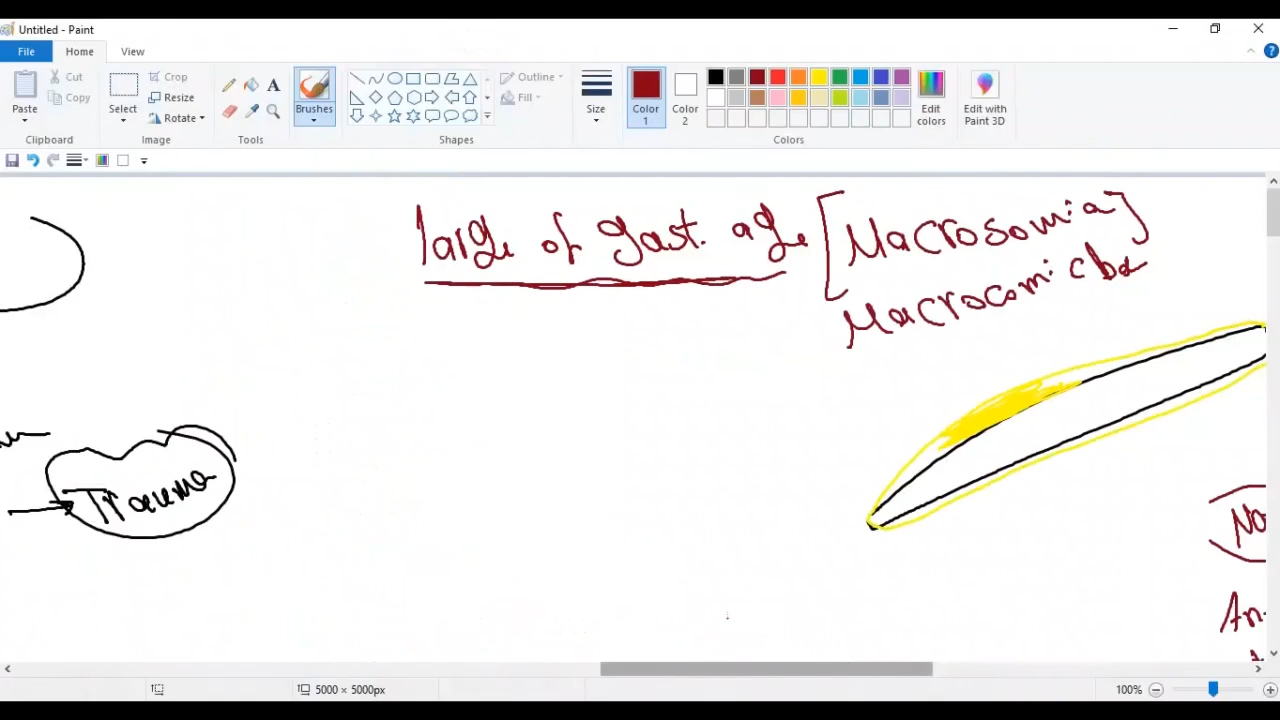 Untitled - Paint
File Home View
Paste
Cut
Copy
Clipboard
Select
Crop
Resize
Rotate
Image
Tools
Brushes
Shapes
Outline
Fill
Size
Color 1
Color 2
Edit colors
Colors
Edit with Paint 3D
large of gast. age [Macrosomia]
Trauma
5000 × 5000px
100%